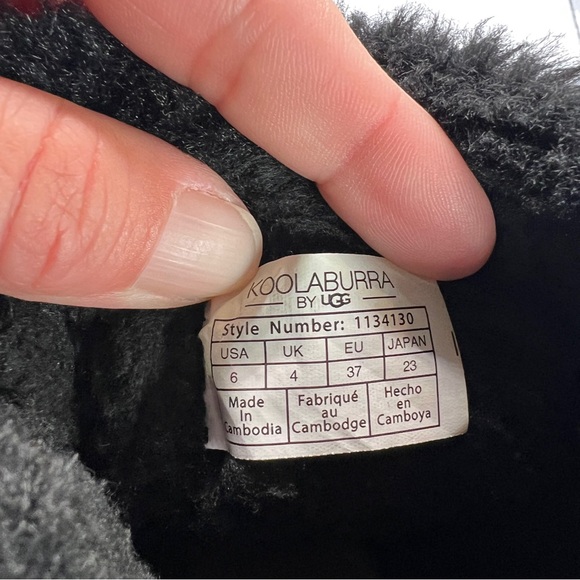 KOOLABURRA
BY UGG
Style Number: 1134130
USA UK EU JAPAN
6 4 37 23
Made Fabriqué Hecho
In au en
Cambodia Cambodge Camboya